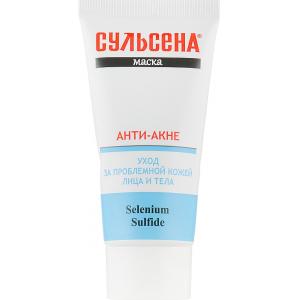 СУЛЬСЕНА®
маска
АНТИ-АКНЕ
УХОД
ЗА ПРОБЛЕМНОЙ КОЖЕЙ
ЛИЦА И ТЕЛА
Selenium
Sulfide